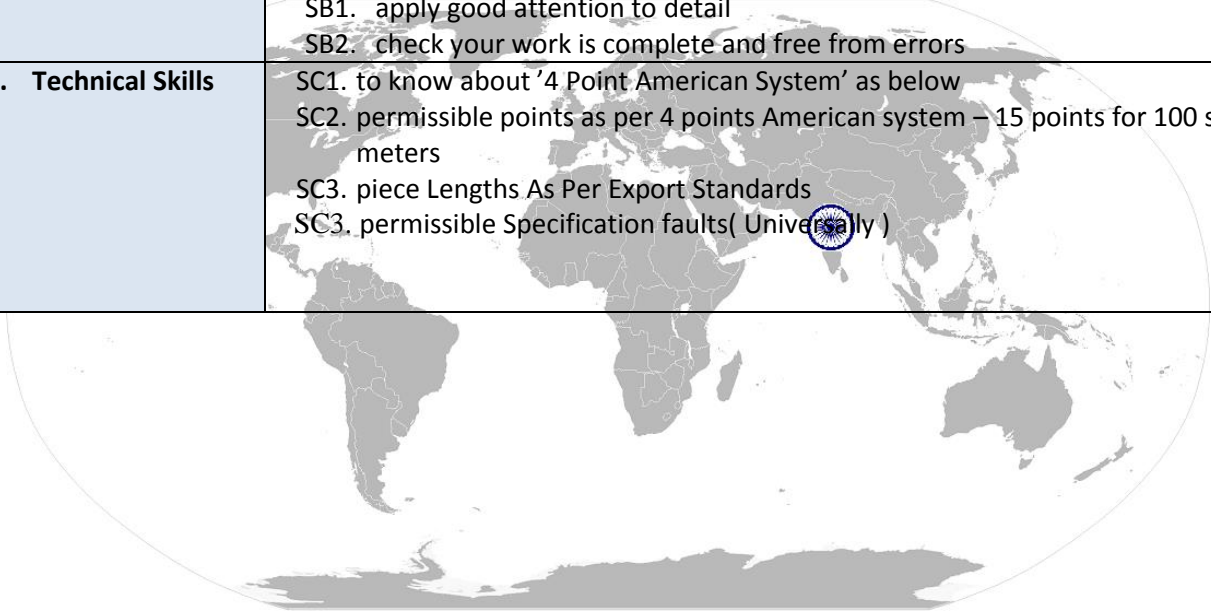 SB1. apply good attention to detail
SB2. check your work is complete and free from errors
. Technical Skills
SC1. to know about ’4 Point American System’ as below
SC2. permissible points as per 4 points American system – 15 points for 100 s
meters
SC3. piece Lengths As Per Export Standards
SC3. permissible Specification faults( Universally )